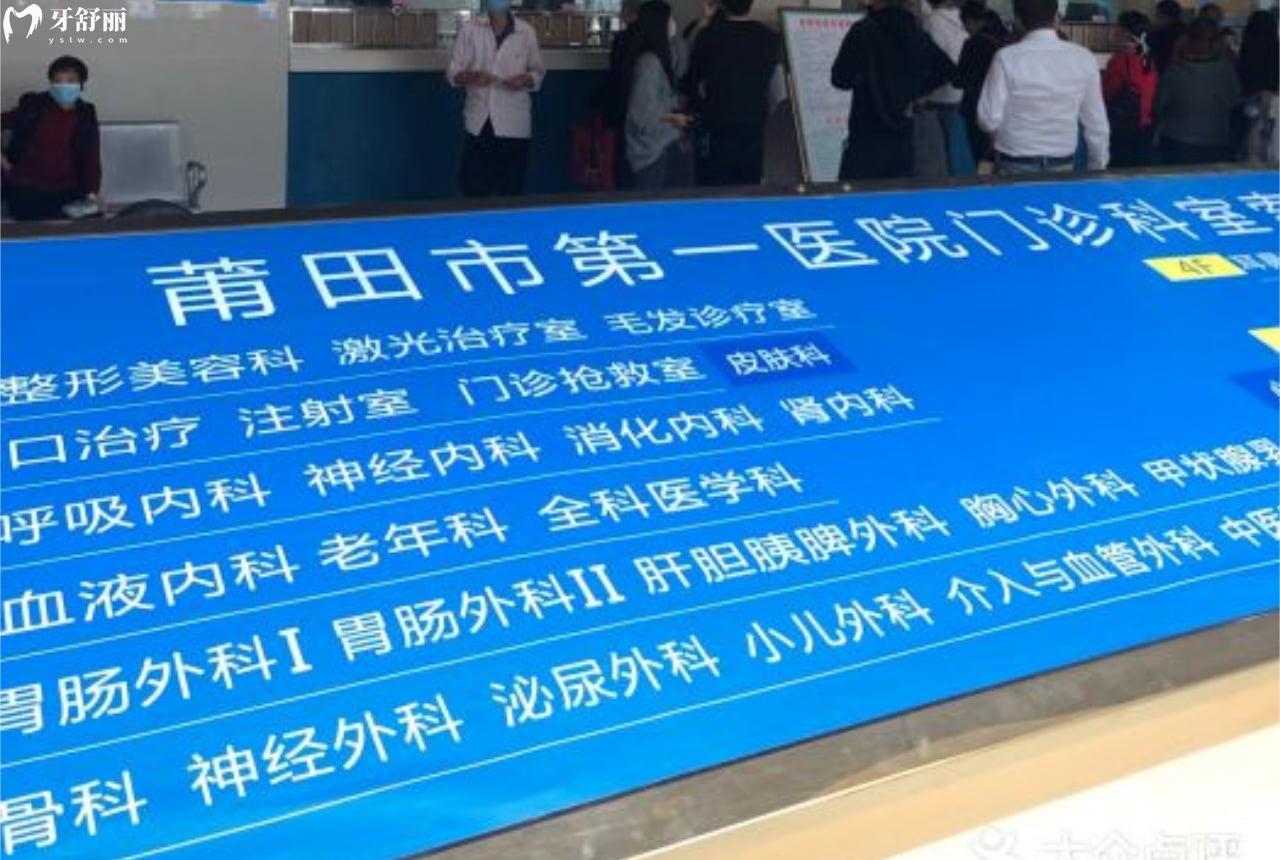 牙舒丽
yslw.com
莆田市第一医院门诊科室
4F
整形美容科 激光治疗室 毛发诊疗室
口治疗 注射室 门诊抢救室 皮肤科
呼吸内科 神经内科 消化内科 肾内科
血液内科 老年科 全科医学科
胃肠外科I 胃肠外科II 肝胆胰脾外科 胸心外科 甲状腺乳
骨科 神经外科 泌尿外科 小儿外科 介入与血管外科 中医
大众点评